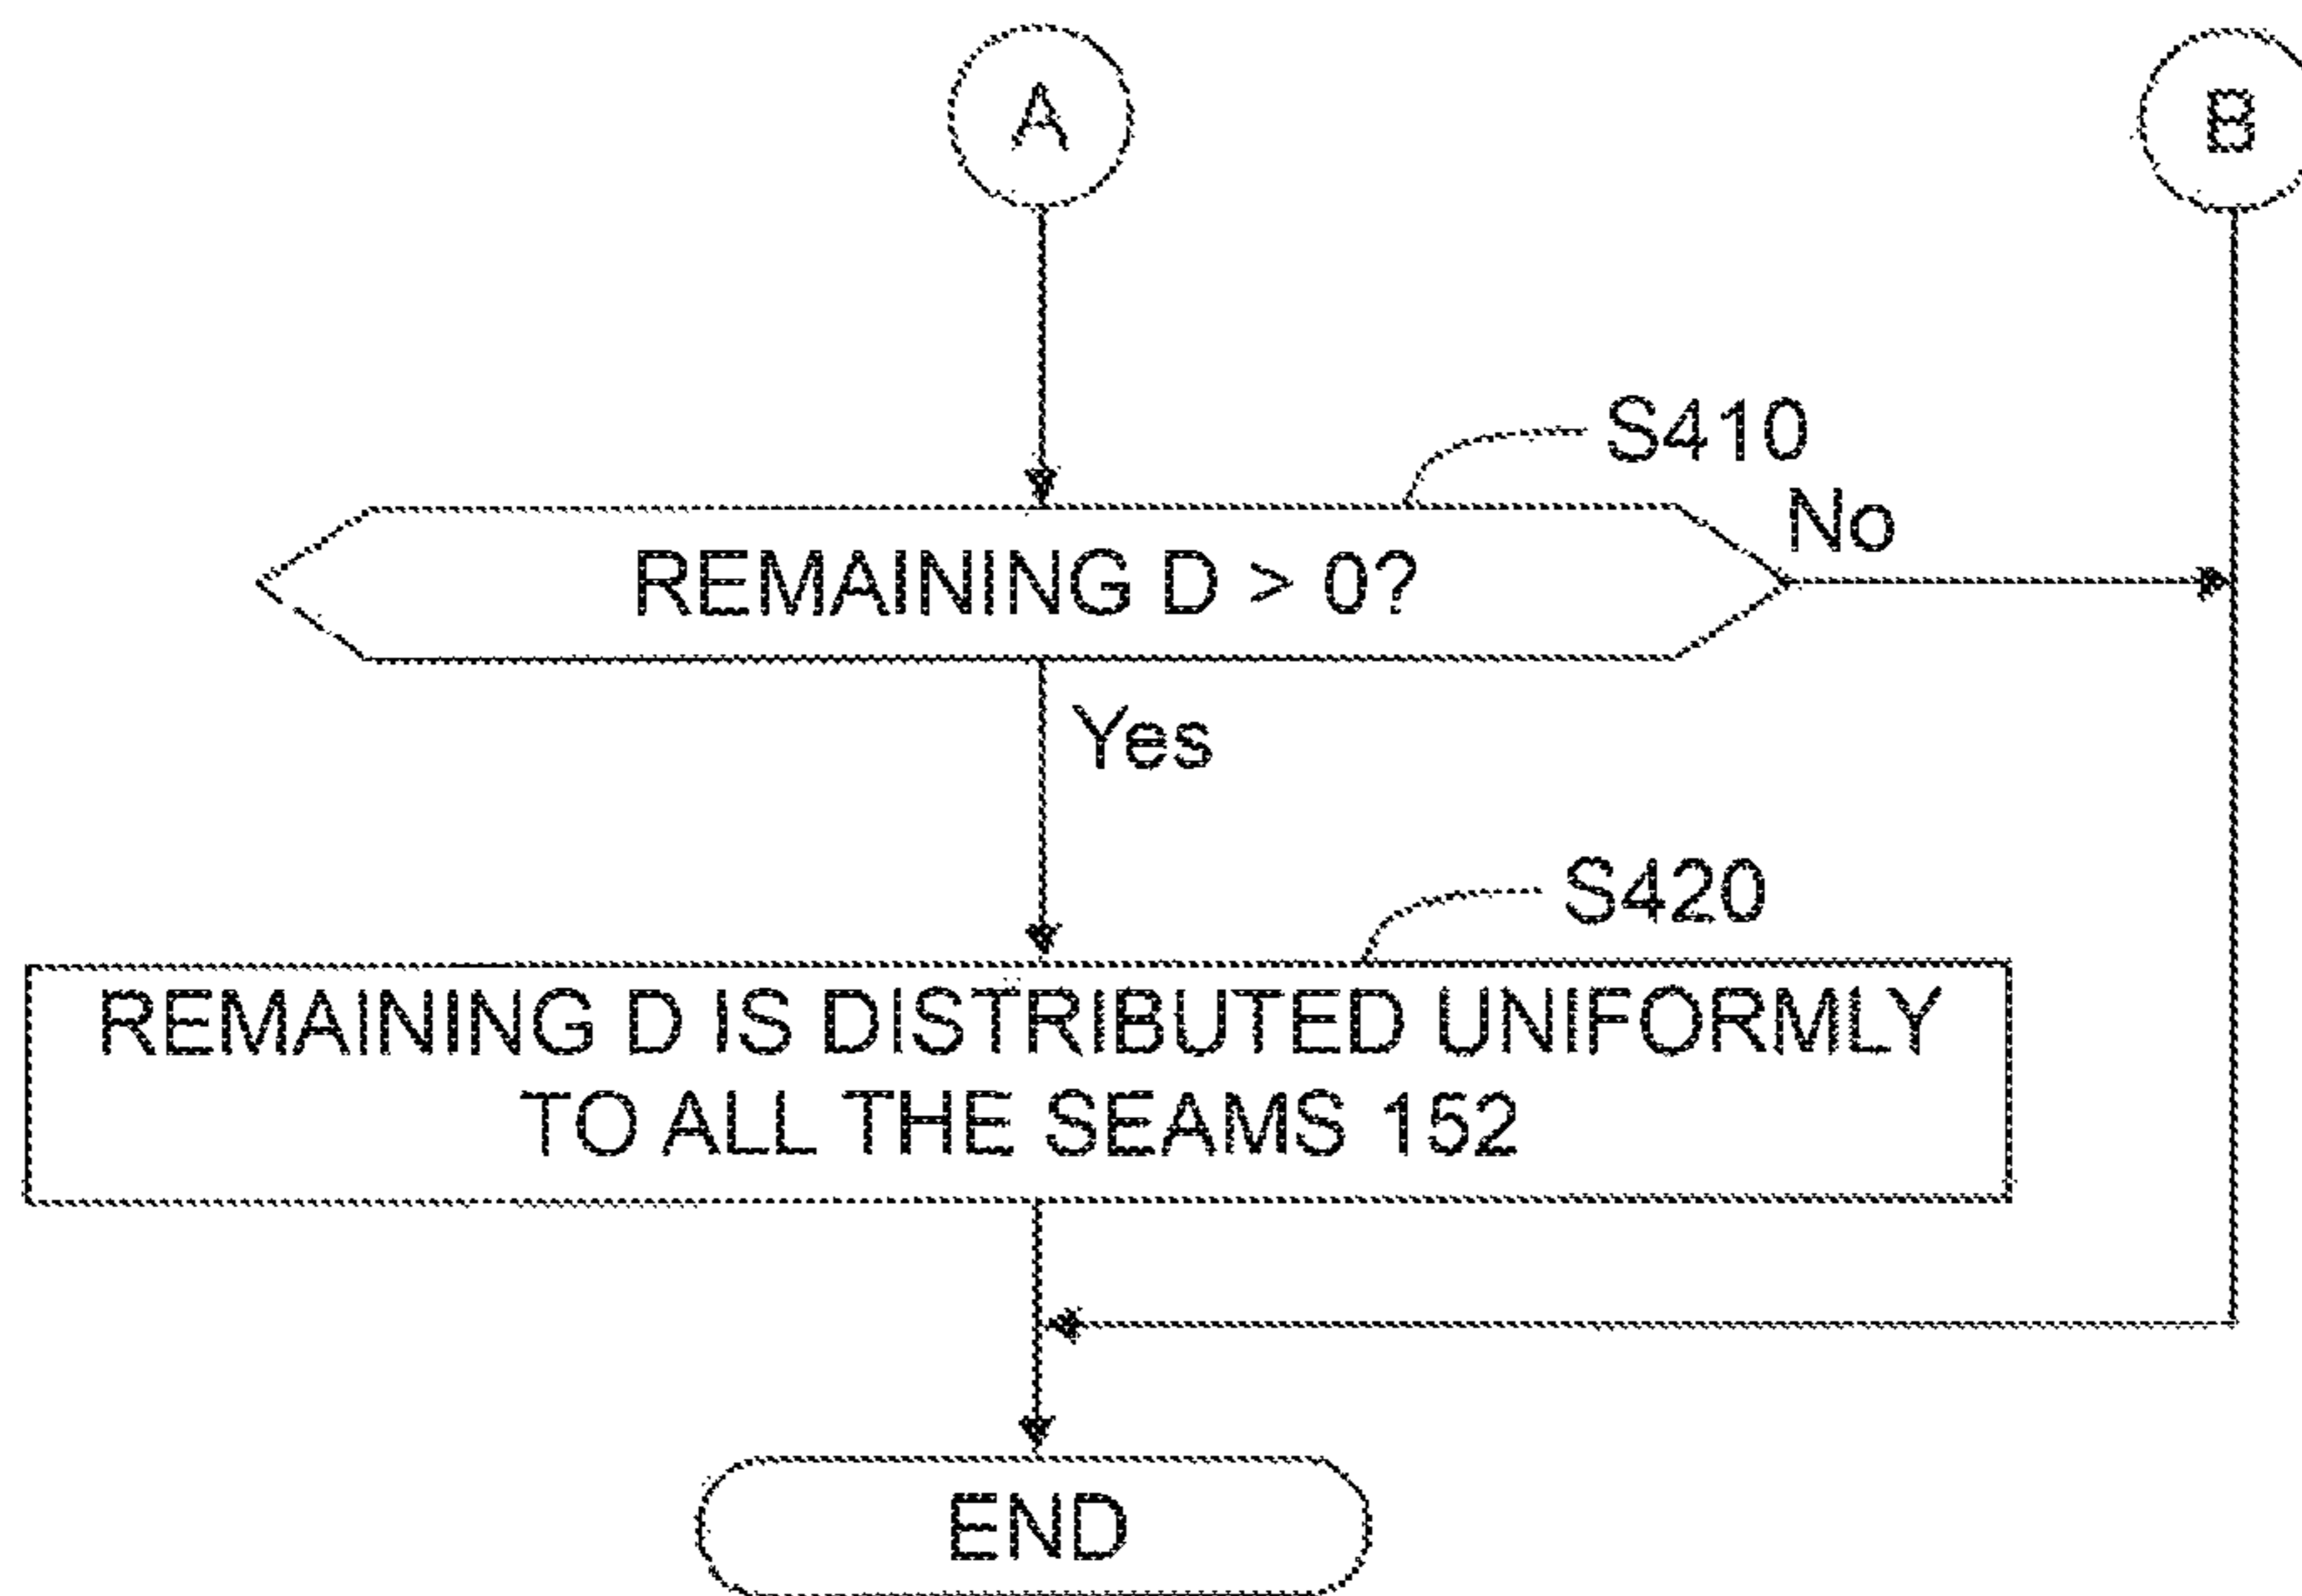 A
B
S410
REMAINING D > 0?
No
Yes
S420
REMAINING D IS DISTRIBUTED UNIFORMLY
TO ALL THE SEAMS 152
END